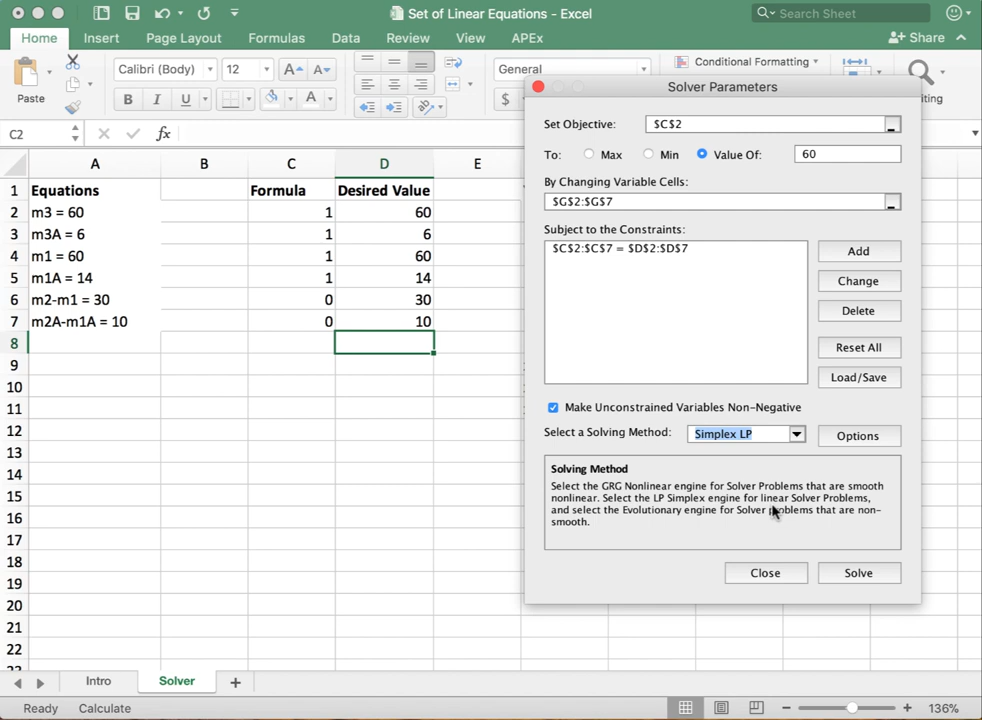 Set of Linear Equations - Excel
Search Sheet
Home Insert Page Layout Formulas Data Review View APEx
Share
Paste
Calibri (Body) 12 A A
B I U A
General
$
Conditional Formatting
C2 fx
A B C D E
1 Equations Formula Desired Value
2 m3 = 60 1 60
3 m3A = 6 1 6
4 m1 = 60 1 60
5 m1A = 14 1 14
6 m2-m1 = 30 0 30
7 m2A-m1A = 10 0 10
8
9
10
11
12
13
14
15
16
17
18
19
20
21
22
Solver Parameters
Set Objective: $C$2
To: Max Min Value Of: 60
By Changing Variable Cells:
$G$2:$G$7
Subject to the Constraints:
$C$2:$C$7 = $D$2:$D$7
Add
Change
Delete
Reset All
Load/Save
Make Unconstrained Variables Non-Negative
Select a Solving Method: Simplex LP Options
Solving Method
Select the GRG Nonlinear engine for Solver Problems that are smooth
nonlinear. Select the LP Simplex engine for linear Solver Problems,
and select the Evolutionary engine for Solver problems that are non-
smooth.
Close Solve
Intro Solver +
Ready Calculate
136%